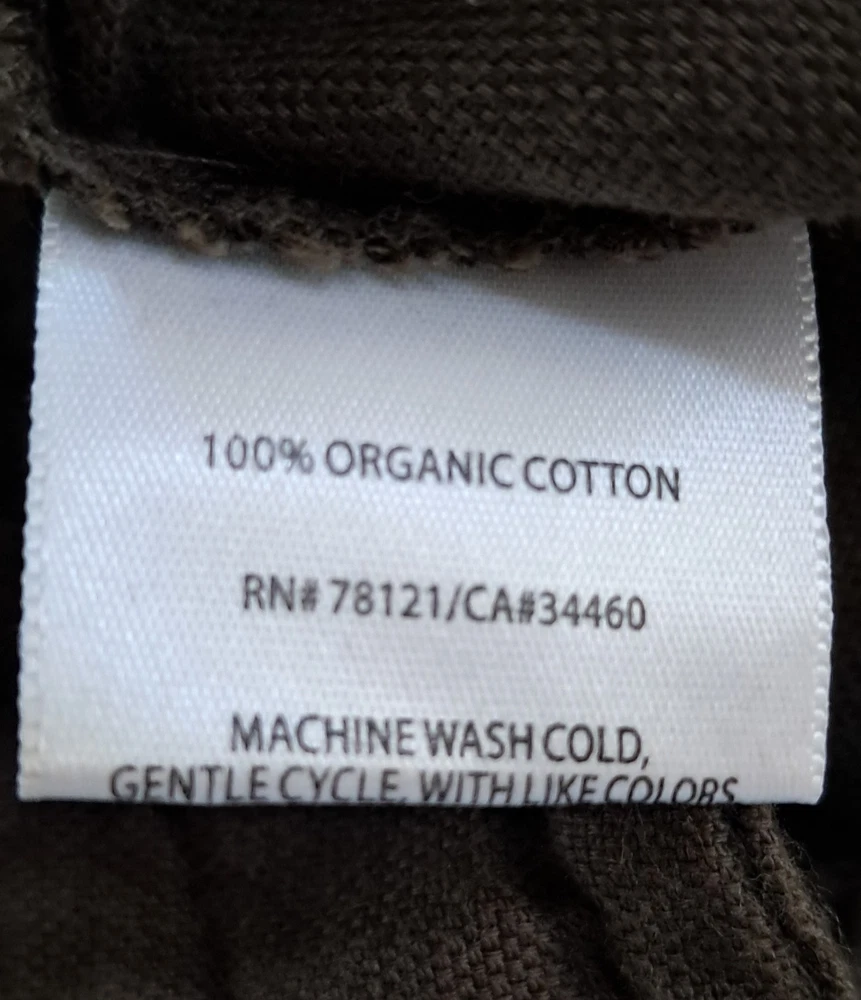 100% ORGANIC COTTON
RN# 78121/CA#34460
MACHINE WASH COLD,
GENTLE CYCLE, WITH LIKE COLORS